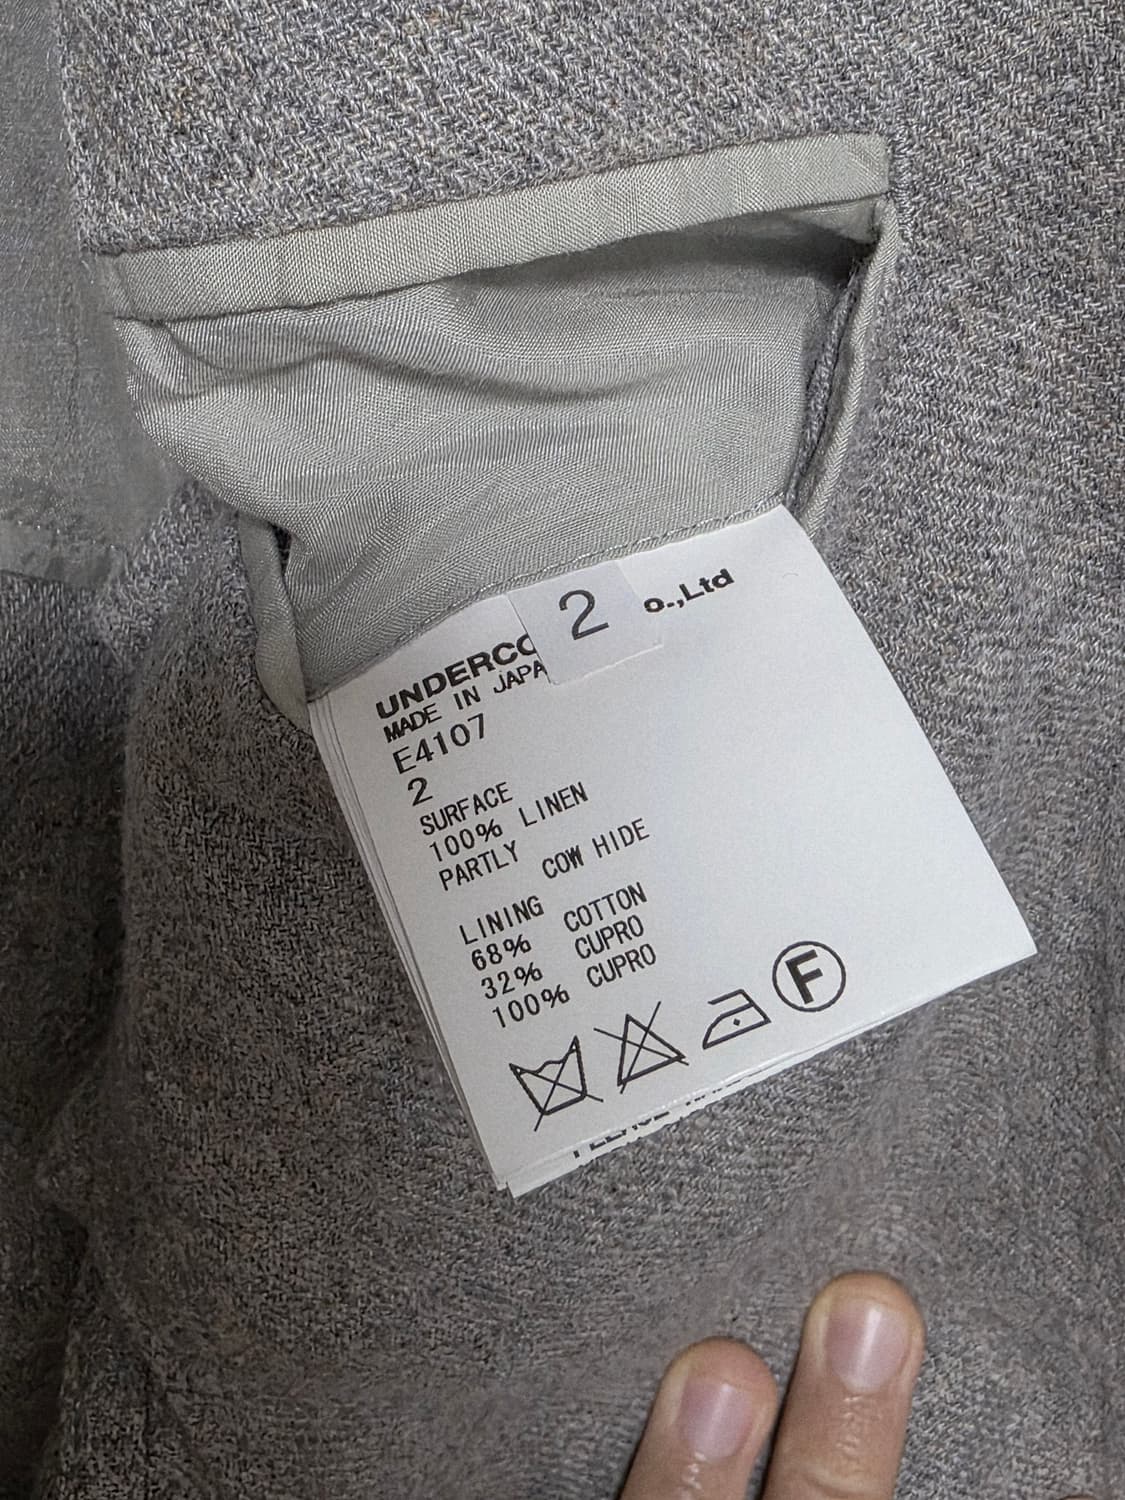 2
UNDERCO o.,Ltd
MADE IN JAPA
E4107
2
SURFACE
100% LINEN
PARTLY COW HIDE
LINING
68% COTTON
32% CUPRO
100% CUPRO
F